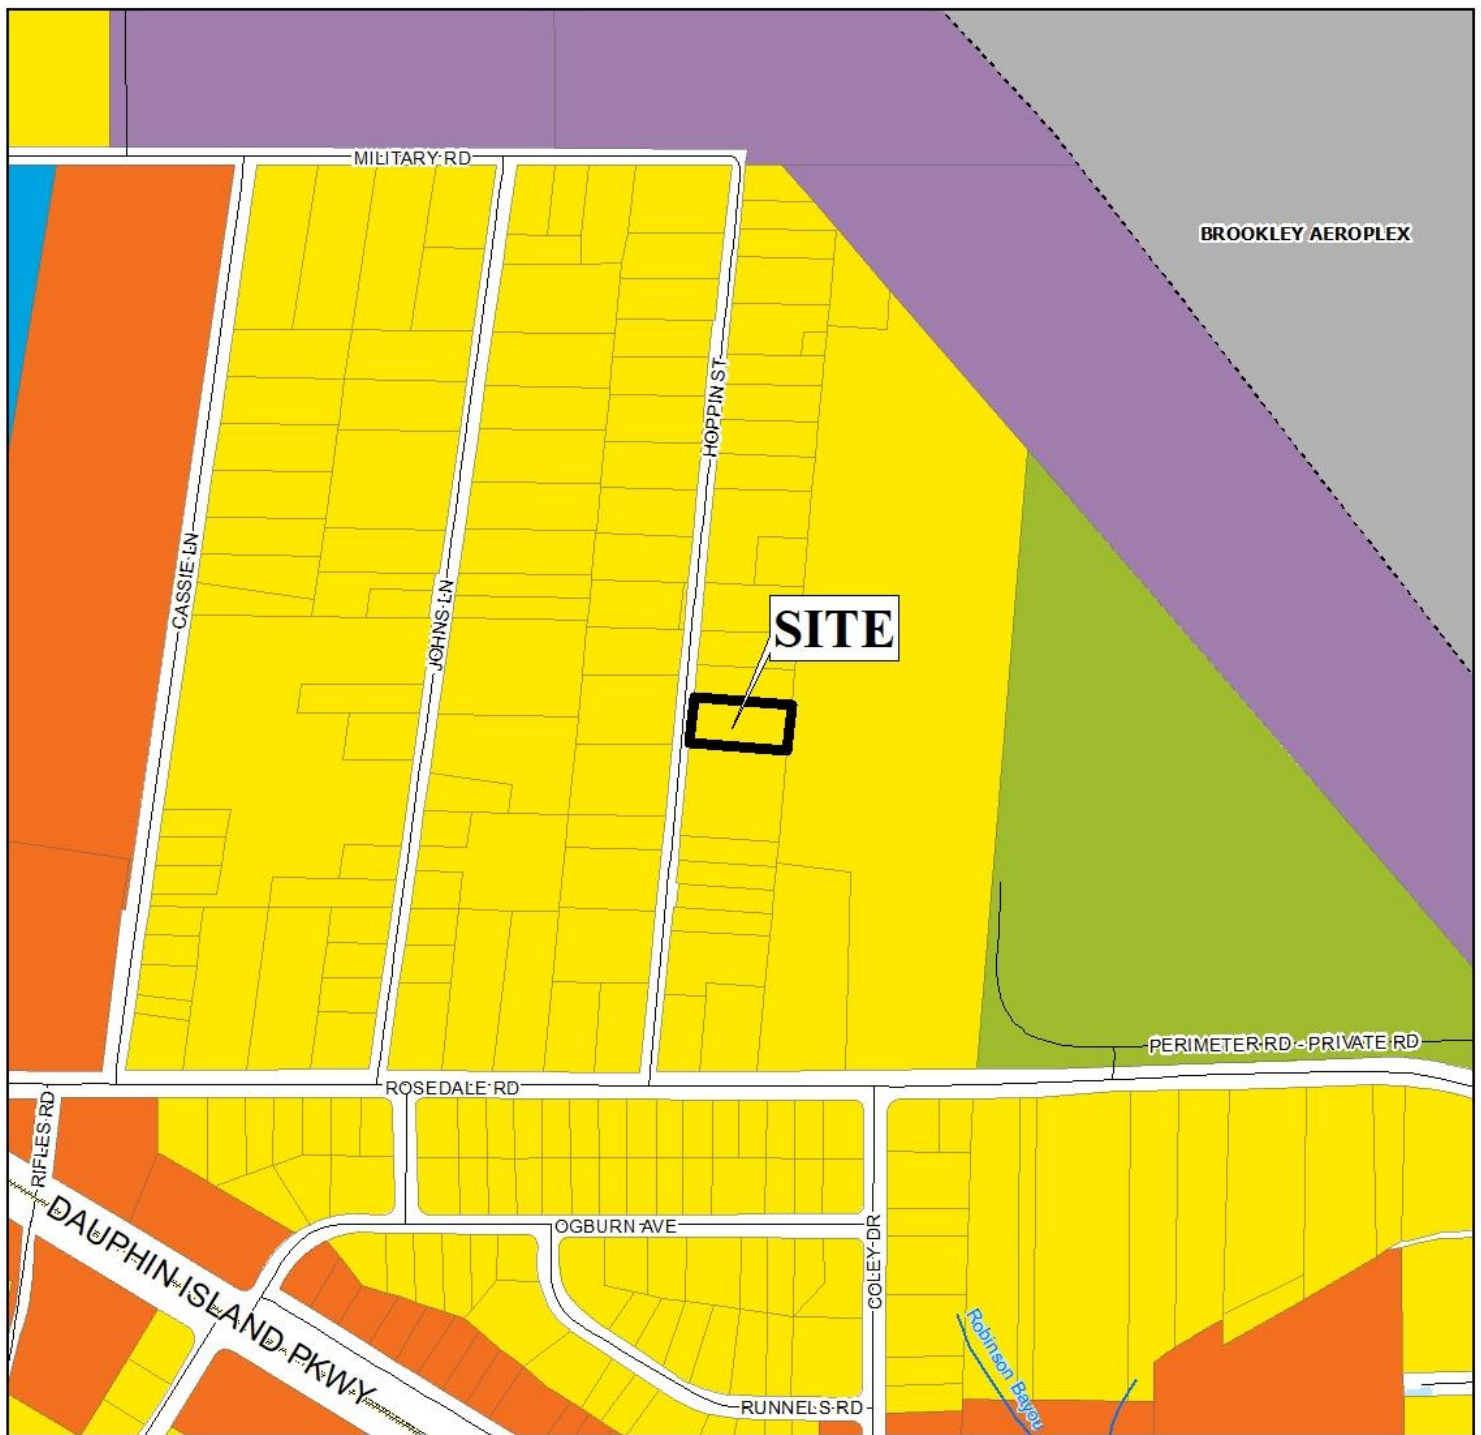 MILITARY RD
BROOKLEY AEROPLEX
HOPPIN ST
CASSIE LN
JOHNS LN
SITE
PERIMETER RD - PRIVATE RD
ROSEDALE RD
RIFLES RD
DAUPHIN ISLAND PKWY
OGBURN AVE
COLEY DR
Robinson Bayou
RUNNELS RD